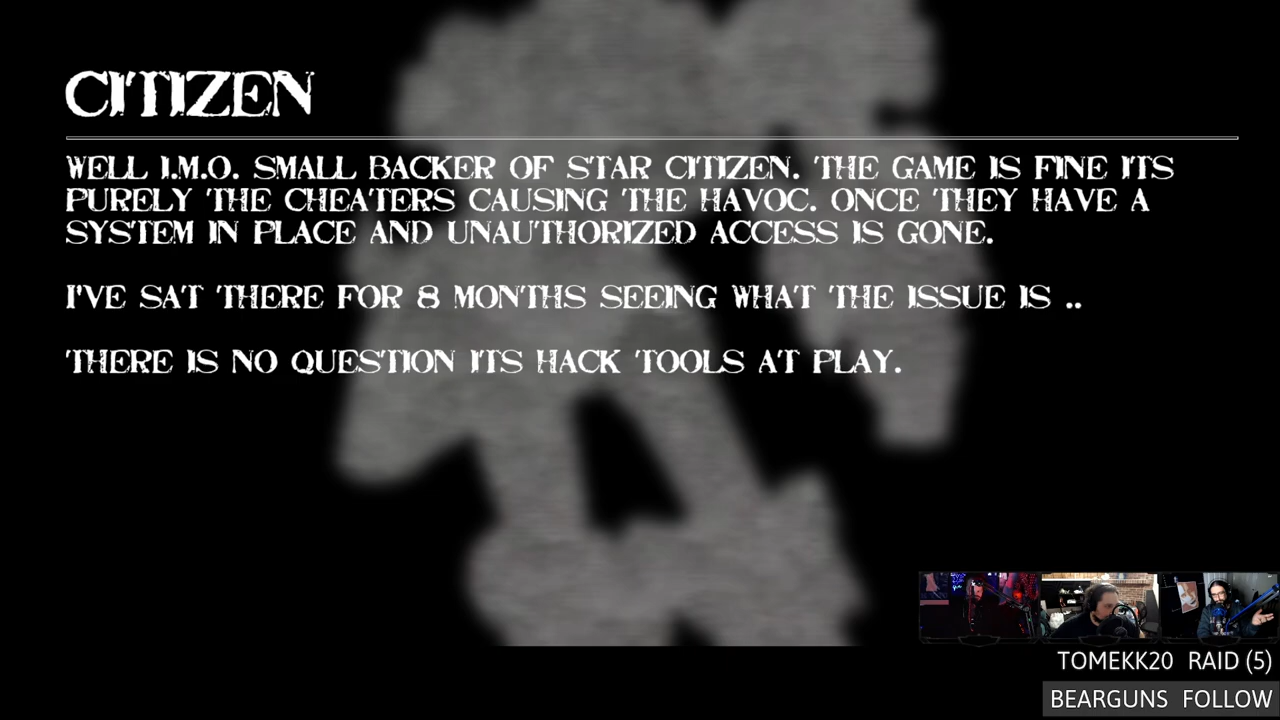 CITIZEN
WELL I.M.O. SMALL BACKER OF STAR CITIZEN. THE GAME IS FINE ITS
PURELY THE CHEATERS CAUSING THE HAVOC. ONCE THEY HAVE A
SYSTEM IN PLACE AND UNAUTHORIZED ACCESS IS GONE.
I'VE SAT THERE FOR 8 MONTHS SEEING WHAT THE ISSUE IS ..
THERE IS NO QUESTION ITS HACK TOOLS AT PLAY.
TOMEKK20 RAID (5)
BEARGUNS FOLLOW